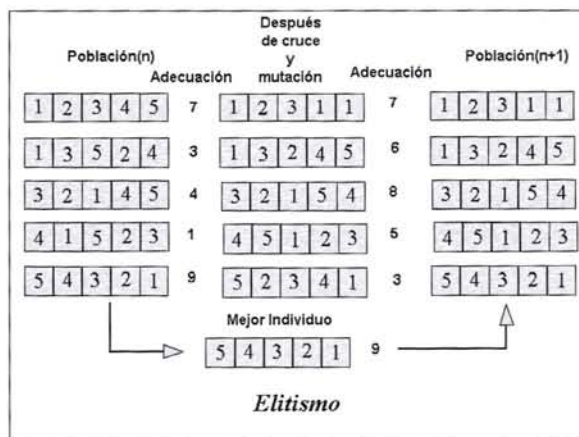 Población(n)
Adecuación
Después
de cruce
y
mutación
Adecuación
Población(n+1)
1 2 3 4 5 7 1 2 3 1 1 7 1 2 3 1 1
1 3 5 2 4 3 1 3 2 4 5 6 1 3 2 4 5
3 2 1 4 5 4 3 2 1 5 4 8 3 2 1 5 4
4 1 5 2 3 1 4 5 1 2 3 5 4 5 1 2 3
5 4 3 2 1 9 5 2 3 4 1 3 5 4 3 2 1
Mejor Individuo
5 4 3 2 1 9
Elitismo